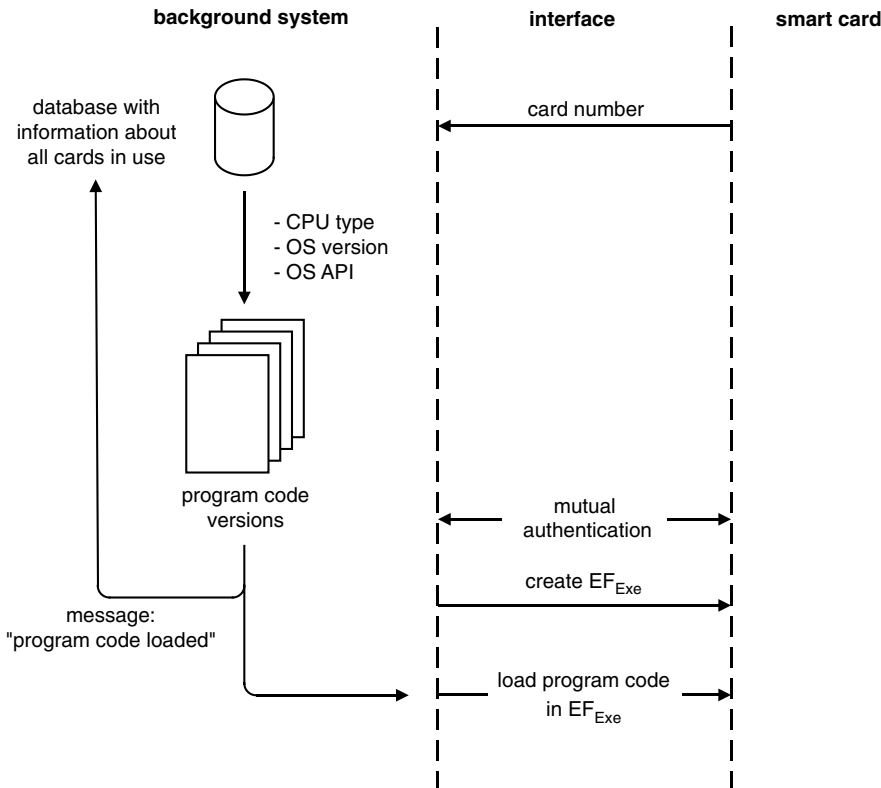 background system
interface
smart card
database with
information about
all cards in use
card number
- CPU type
- OS version
- OS API
program code
versions
mutual
authentication
create EFExe
message:
"program code loaded"
load program code
in EFExe